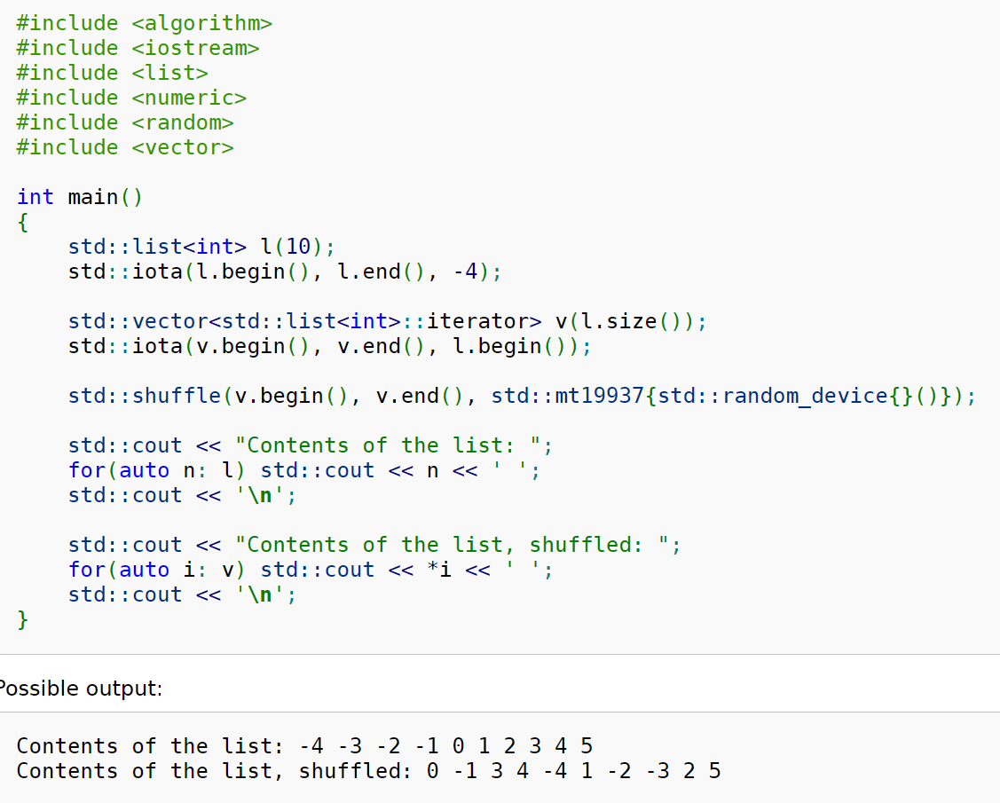 #include <algorithm>
#include <iostream>
#include <list>
#include <numeric>
#include <random>
#include <vector>

int main()
{
    std::list<int> l(10);
    std::iota(l.begin(), l.end(), -4);

    std::vector<std::list<int>::iterator> v(l.size());
    std::iota(v.begin(), v.end(), l.begin());

    std::shuffle(v.begin(), v.end(), std::mt19937{std::random_device{}()});

    std::cout << "Contents of the list: ";
    for(auto n: l) std::cout << n << ' ';
    std::cout << '\n';

    std::cout << "Contents of the list, shuffled: ";
    for(auto i: v) std::cout << *i << ' ';
    std::cout << '\n';
}
Possible output:
Contents of the list: -4 -3 -2 -1 0 1 2 3 4 5
Contents of the list, shuffled: 0 -1 3 4 -4 1 -2 -3 2 5